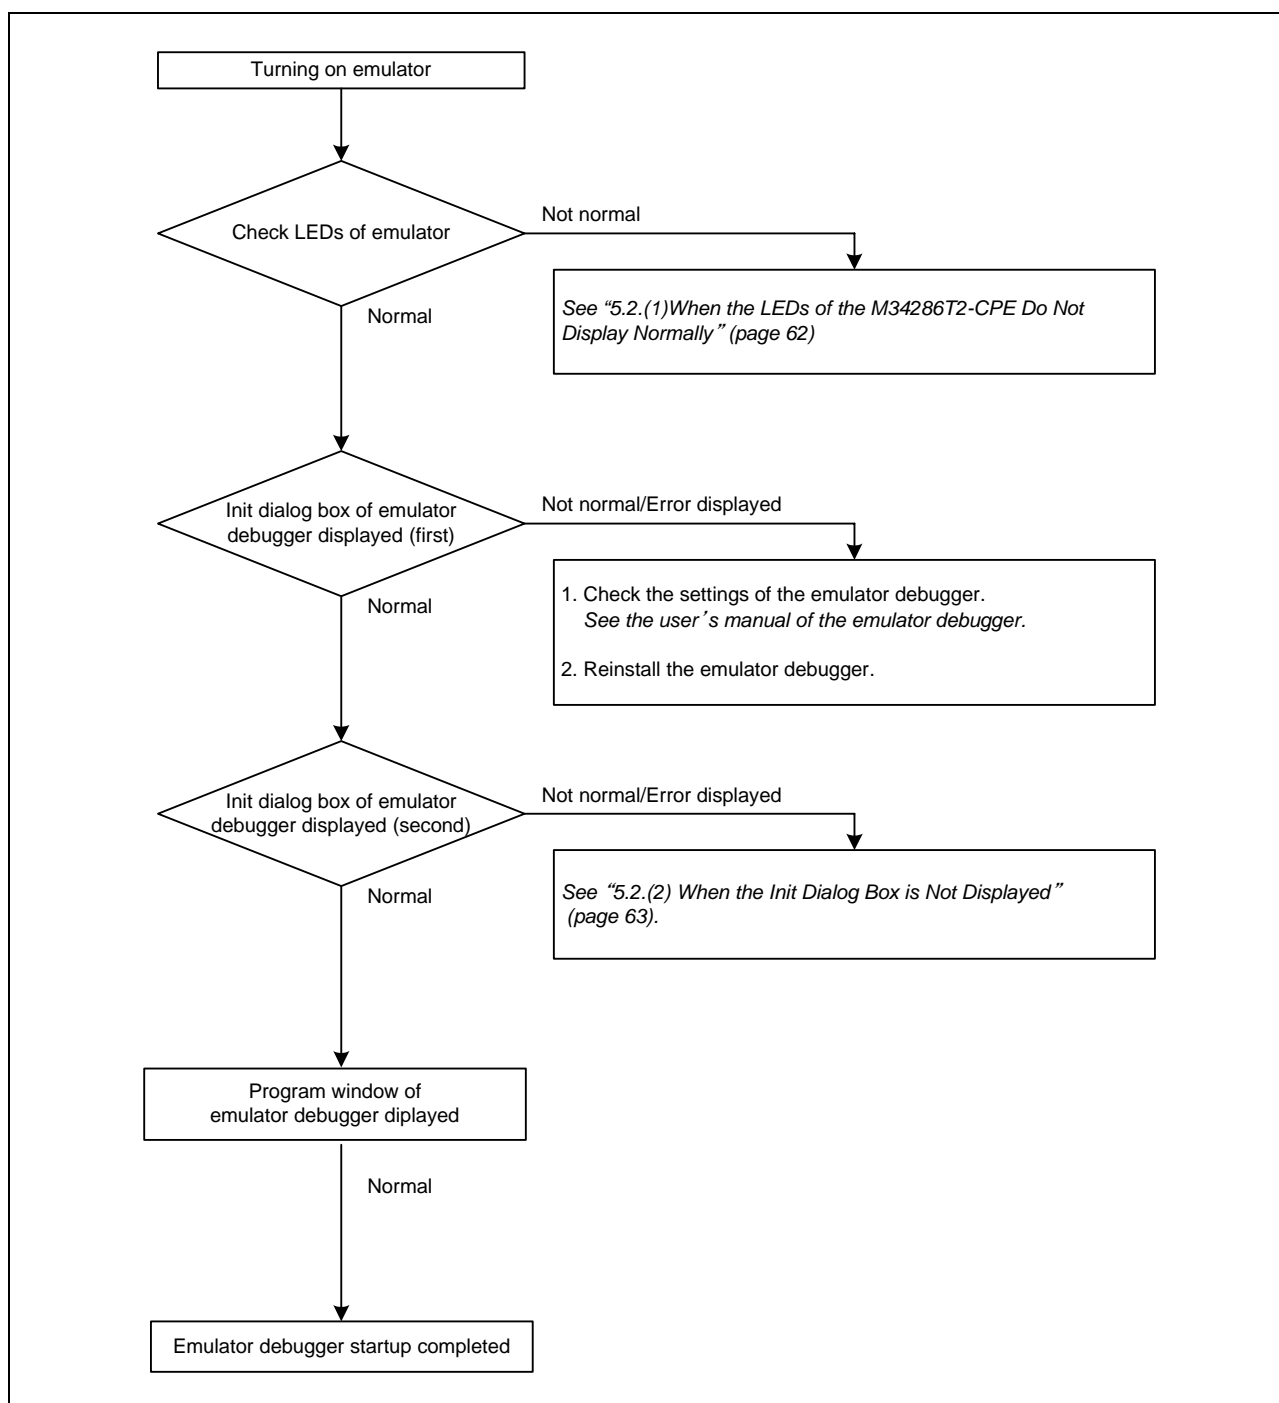 Turning on emulator
Check LEDs of emulator
Not normal
See “5.2.(1)When the LEDs of the M34286T2-CPE Do Not
Display Normally” (page 62)
Normal
Init dialog box of emulator
debugger displayed (first)
Not normal/Error displayed
1. Check the settings of the emulator debugger.
See the user’s manual of the emulator debugger.
2. Reinstall the emulator debugger.
Normal
Init dialog box of emulator
debugger displayed (second)
Not normal/Error displayed
See “5.2.(2) When the Init Dialog Box is Not Displayed”
(page 63).
Normal
Program window of
emulator debugger diplayed
Normal
Emulator debugger startup completed